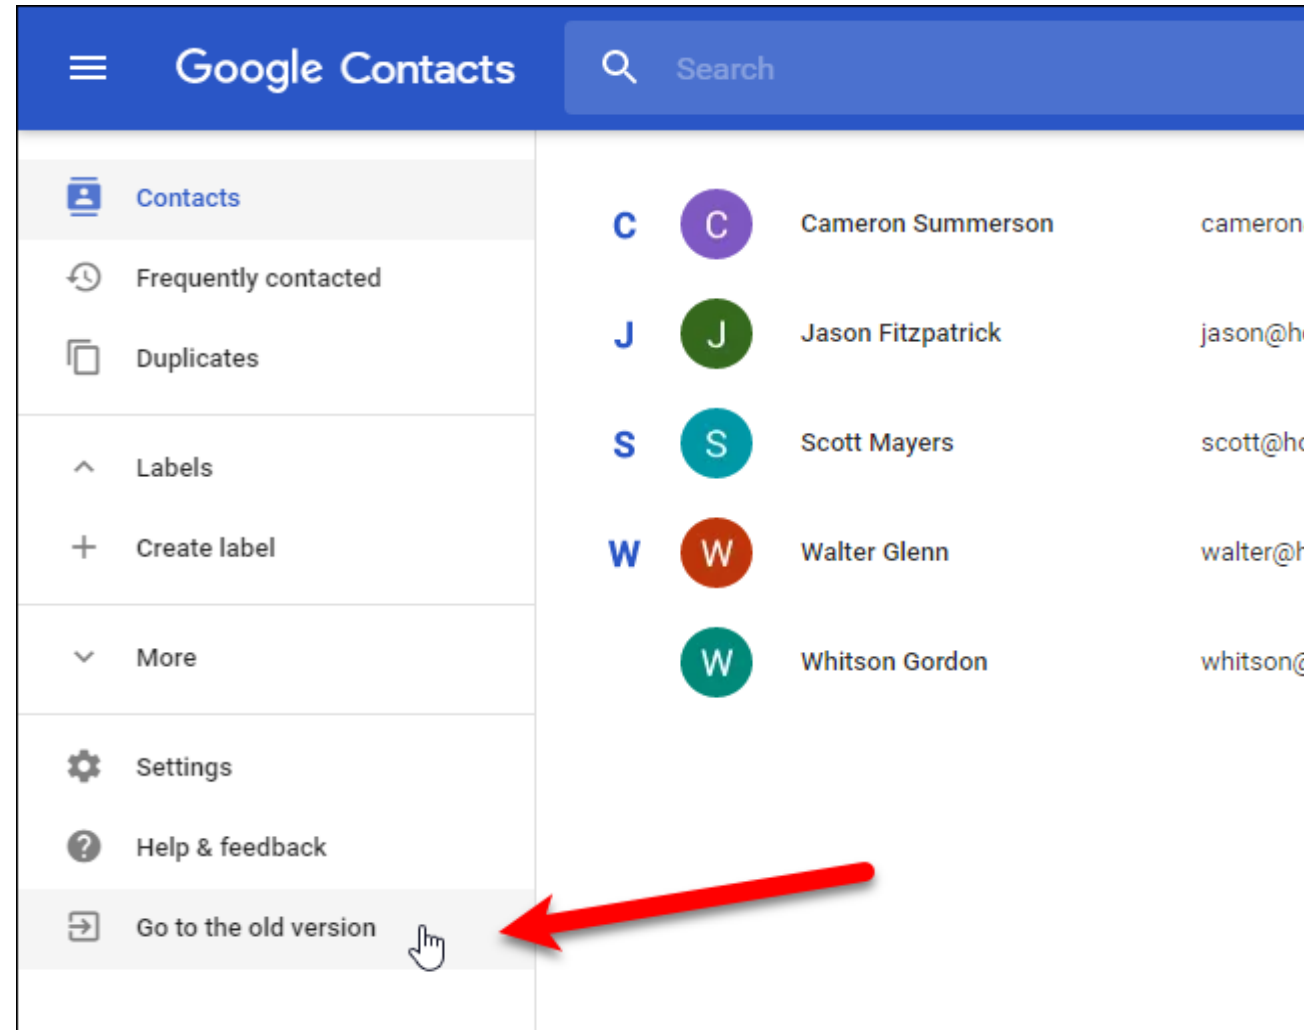 Google Contacts
Search
Contacts
Frequently contacted
Duplicates
Labels
Create label
More
Settings
Help & feedback
Go to the old version
C C Cameron Summerson cameron
J J Jason Fitzpatrick jason@h
S S Scott Mayers scott@h
W W Walter Glenn walter@h
W Whitson Gordon whitson@